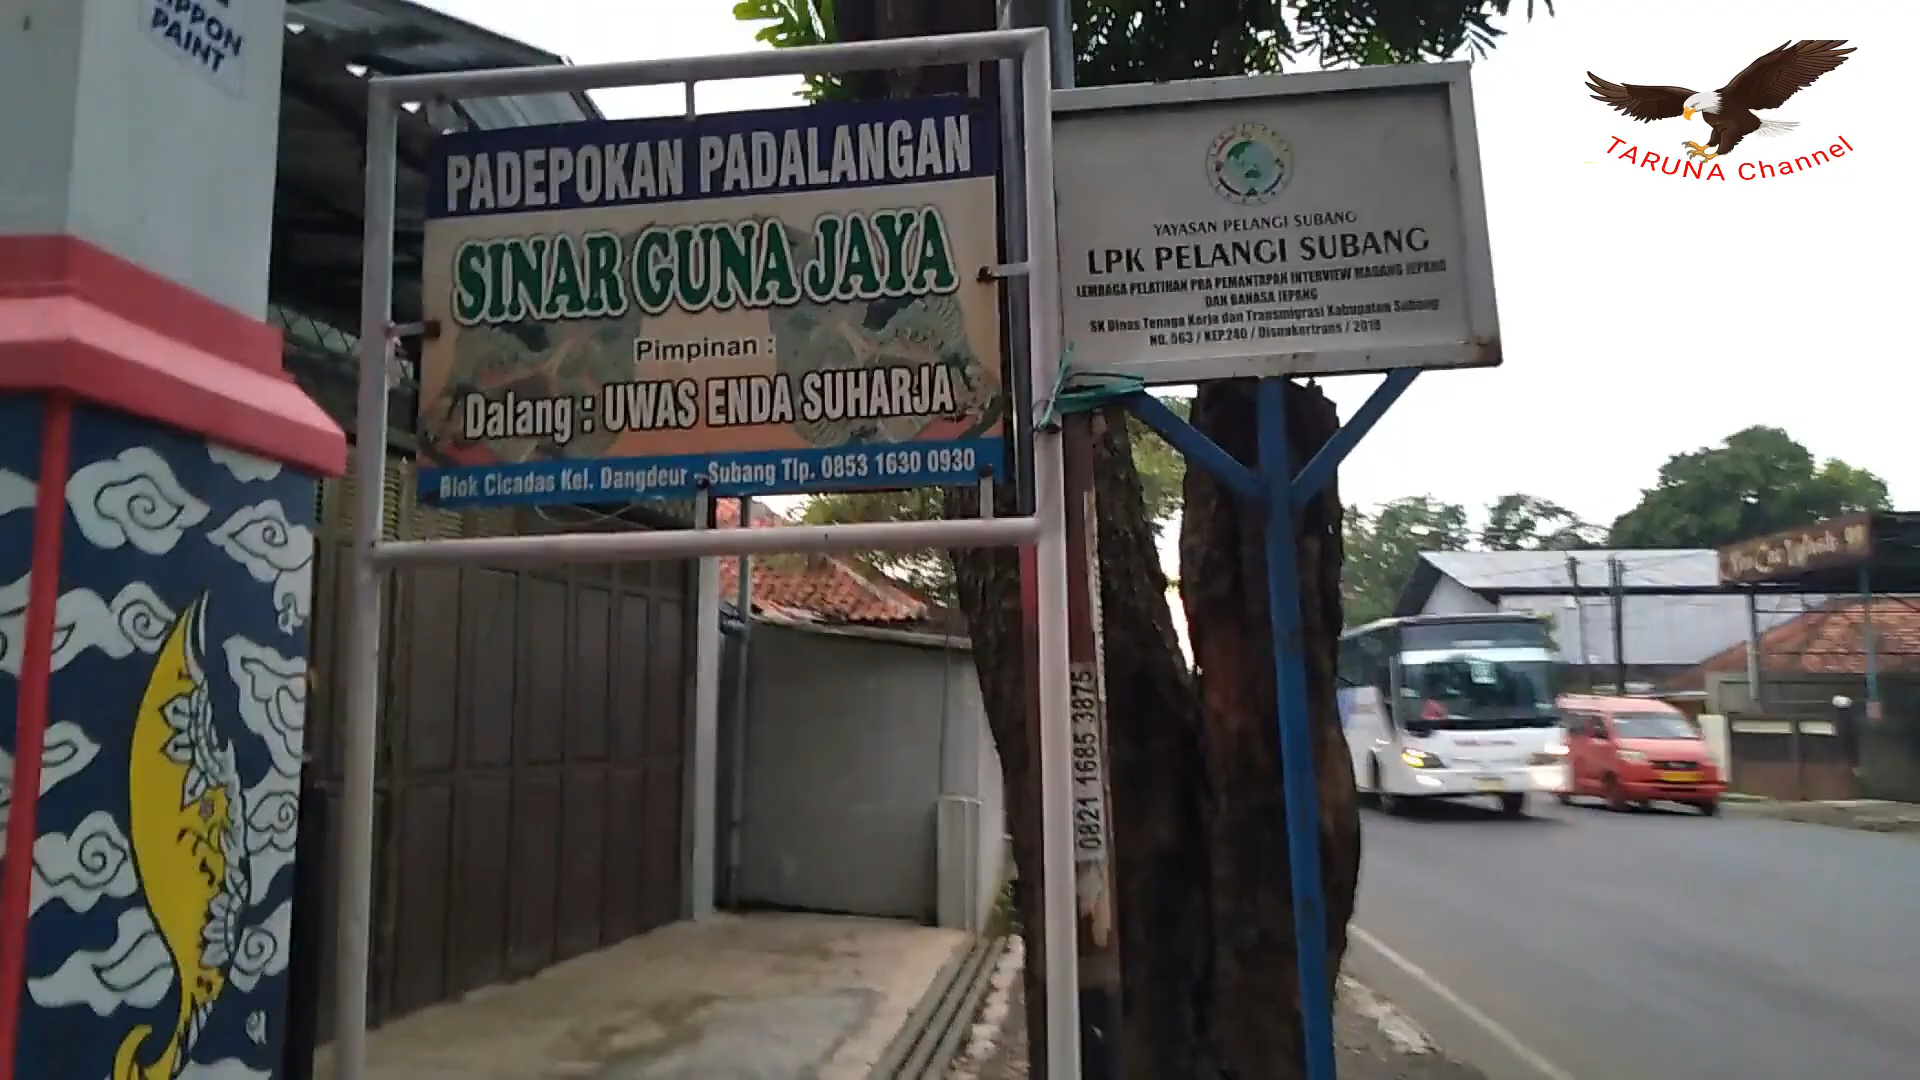 NIPPON
PAINT
PADEPOKAN PADALANGAN
SINAR GUNA JAYA
Pimpinan :
Dalang : UWAS ENDA SUHARJA
Blok Cicadas Kel. Dangdeur - Subang Tlp. 0853 1630 0930
YAYASAN PELANGI SUBANG
LPK PELANGI SUBANG
LEMBAGA PELATIHAN PRA PEMANTAPAN INTERVIEW MAGANG JEPANG
DAN BAHASA JEPANG
SK Dinas Tenaga Kerja dan Transmigrasi Kabupaten Subang
NO. 563 / KEP.240 / Disnakertrans / 2018
0821 1685 3875
TARUNA Channel